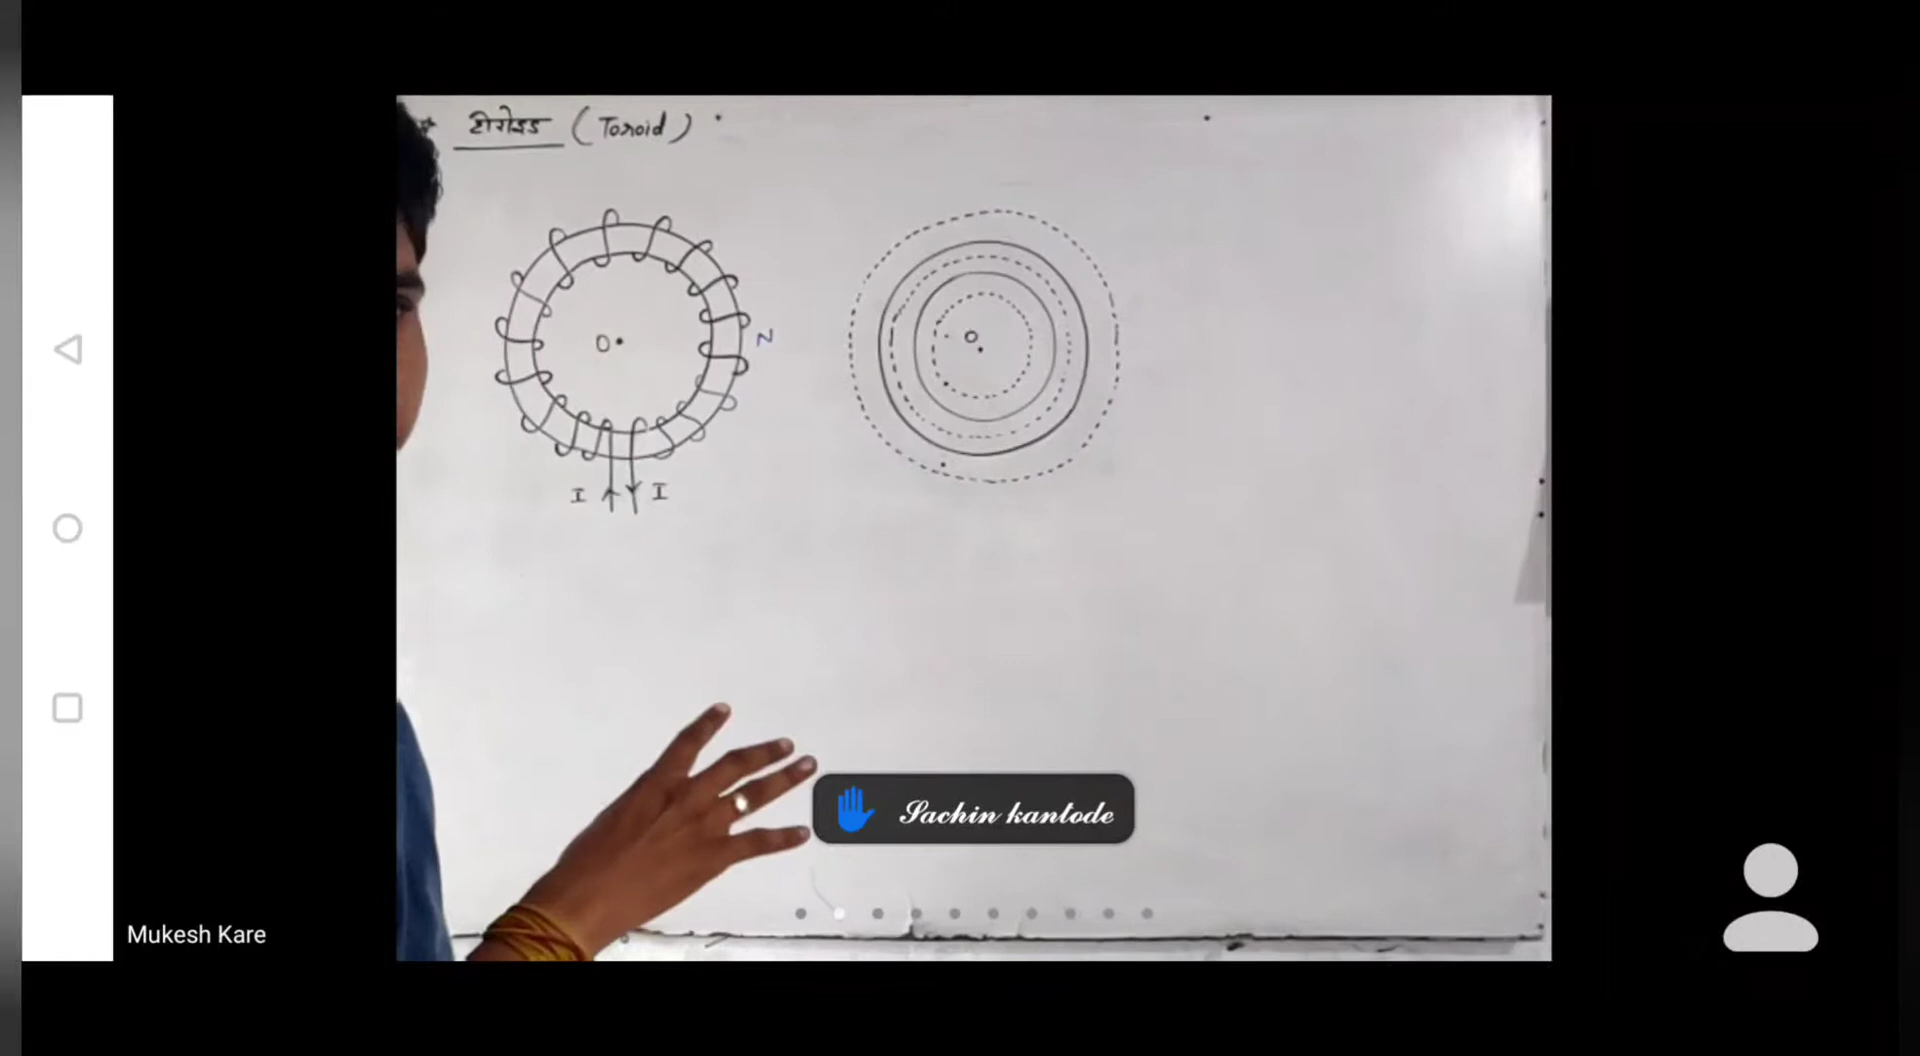 * टोरोइड (Toroid)
O
N
O
I I
Sachin kantode
Mukesh Kare